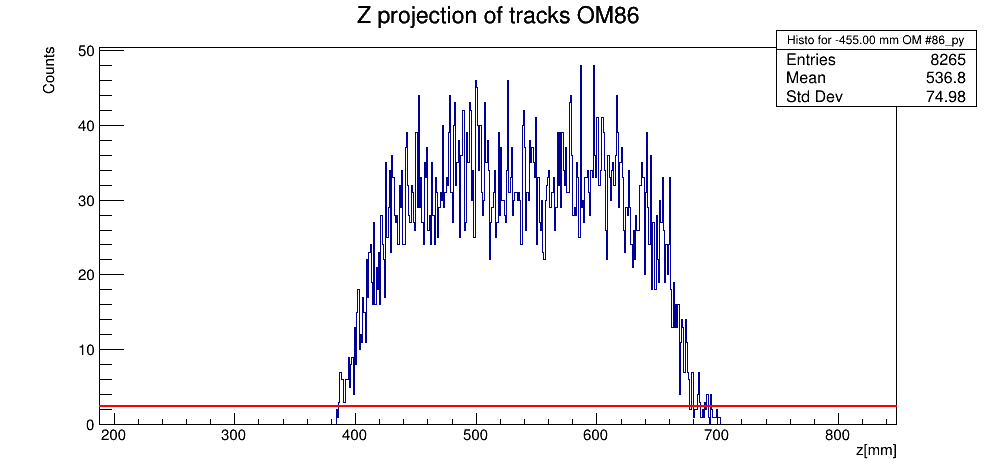 Z projection of tracks OM86
Histo for -455.00 mm OM #86_py
Entries 8265
Mean 536.8
Std Dev 74.98
Counts
50
40
30
20
10
0
200 300 400 500 600 700 800
z[mm]